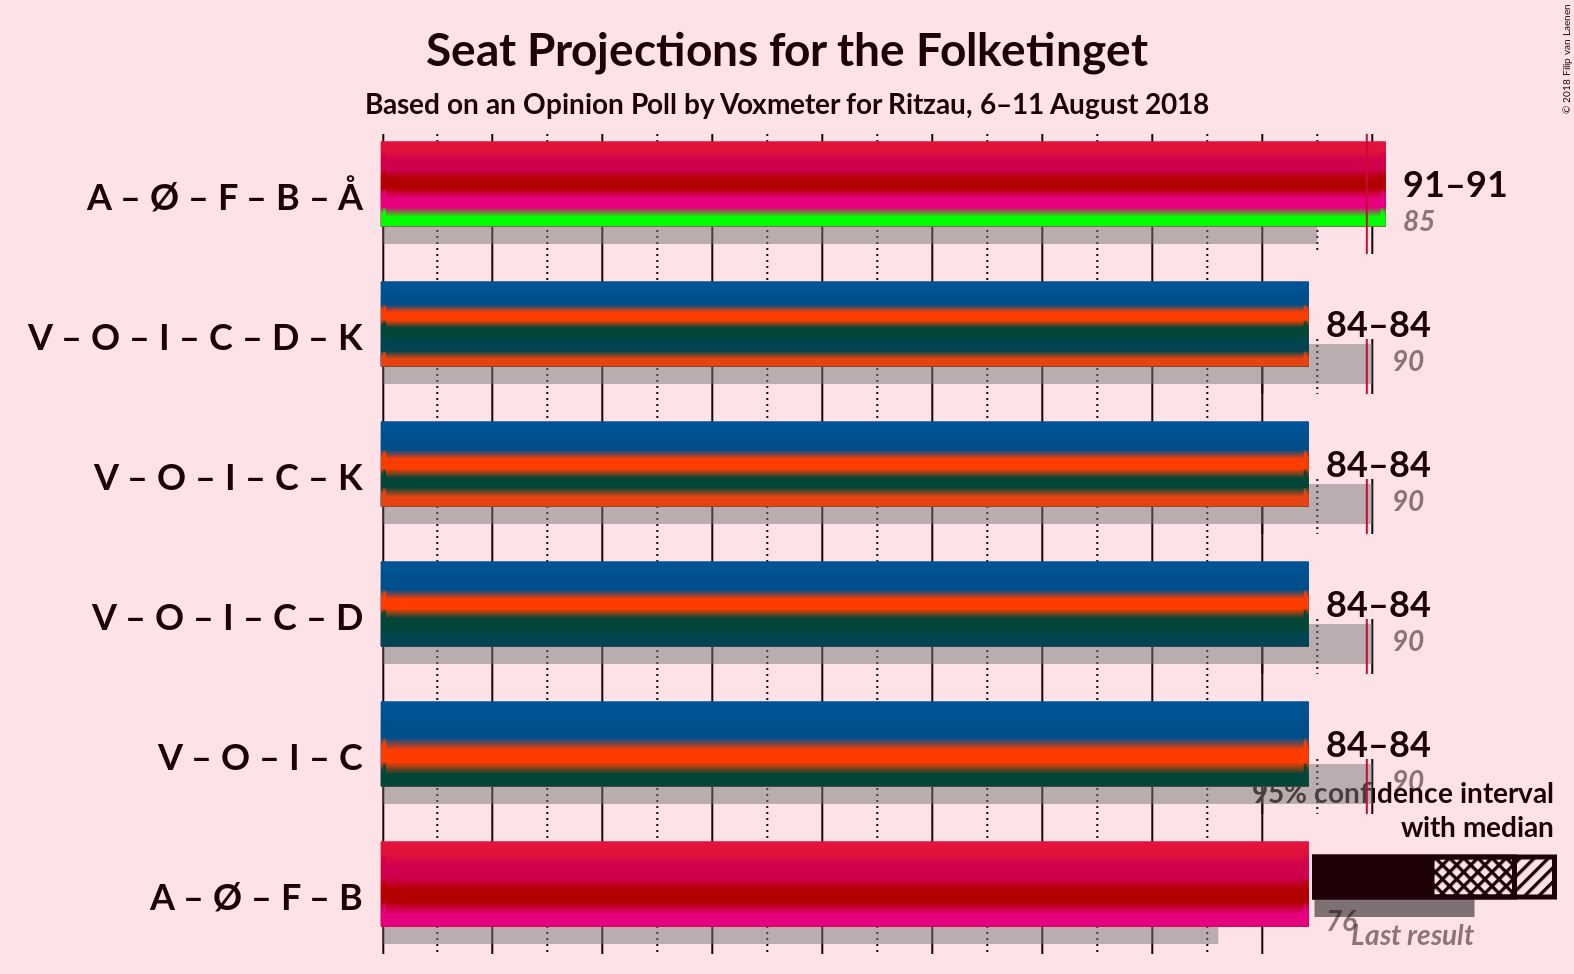 Seat Projections for the Folketinget
Based on an Opinion Poll by Voxmeter for Ritzau, 6–11 August 2018
© 2018 Filip van Laenen
A – Ø – F – B – Å
91–91
85
V – O – I – C – D – K
84–84
90
V – O – I – C – K
84–84
90
V – O – I – C – D
84–84
90
V – O – I – C
84–84
90
95% confidence interval
with median
A – Ø – F – B
76
Last result